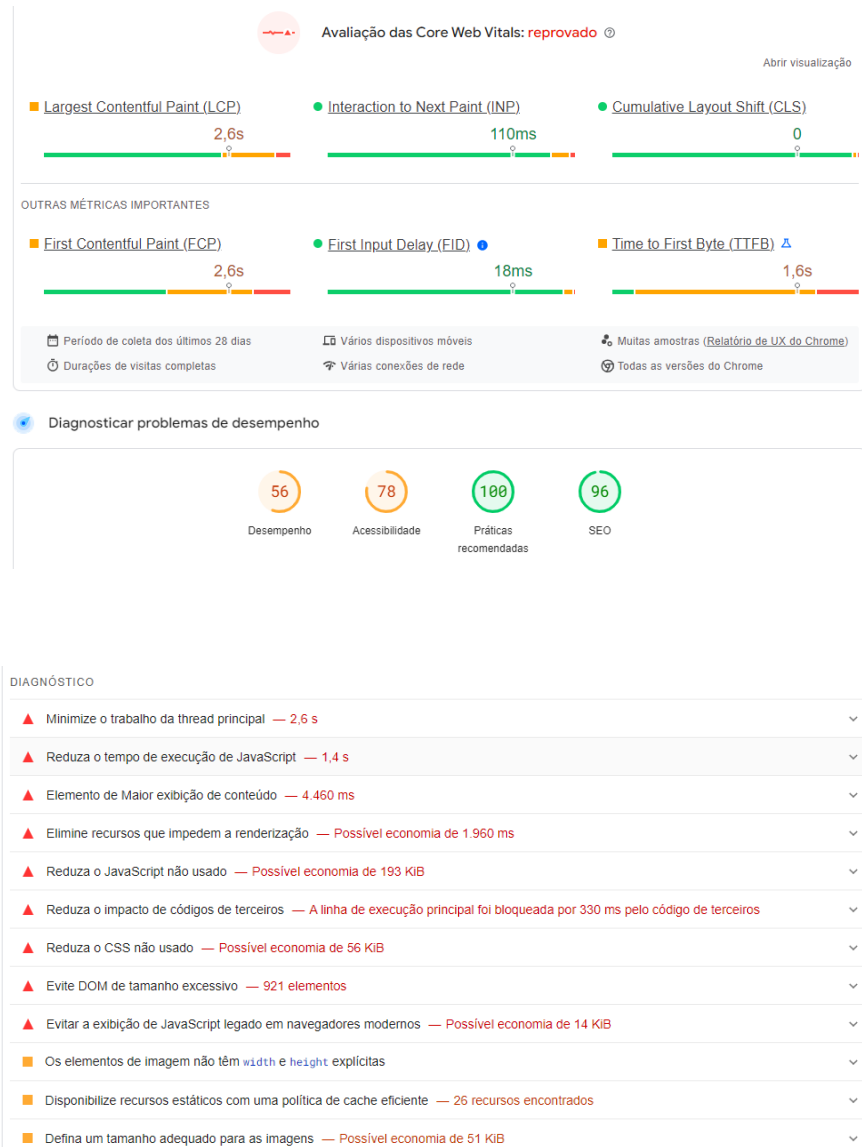 Avaliação das Core Web Vitals: reprovado
Abrir visualização
Largest Contentful Paint (LCP)
2,6s
Interaction to Next Paint (INP)
110ms
Cumulative Layout Shift (CLS)
0
OUTRAS MÉTRICAS IMPORTANTES
First Contentful Paint (FCP)
2,6s
First Input Delay (FID)
18ms
Time to First Byte (TTFB)
1,6s
Período de coleta dos últimos 28 dias
Vários dispositivos móveis
Muitas amostras (Relatório de UX do Chrome)
Durações de visitas completas
Várias conexões de rede
Todas as versões do Chrome
Diagnosticar problemas de desempenho
56
Desempenho
78
Acessibilidade
100
Práticas
recomendadas
96
SEO
DIAGNÓSTICO
Minimize o trabalho da thread principal — 2,6 s
Reduza o tempo de execução de JavaScript — 1,4 s
Elemento de Maior exibição de conteúdo — 4.460 ms
Elimine recursos que impedem a renderização — Possível economia de 1.960 ms
Reduza o JavaScript não usado — Possível economia de 193 KiB
Reduza o impacto de códigos de terceiros — A linha de execução principal foi bloqueada por 330 ms pelo código de terceiros
Reduza o CSS não usado — Possível economia de 56 KiB
Evite DOM de tamanho excessivo — 921 elementos
Evitar a exibição de JavaScript legado em navegadores modernos — Possível economia de 14 KiB
Os elementos de imagem não têm width e height explícitas
Disponibilize recursos estáticos com uma política de cache eficiente — 26 recursos encontrados
Defina um tamanho adequado para as imagens — Possível economia de 51 KiB